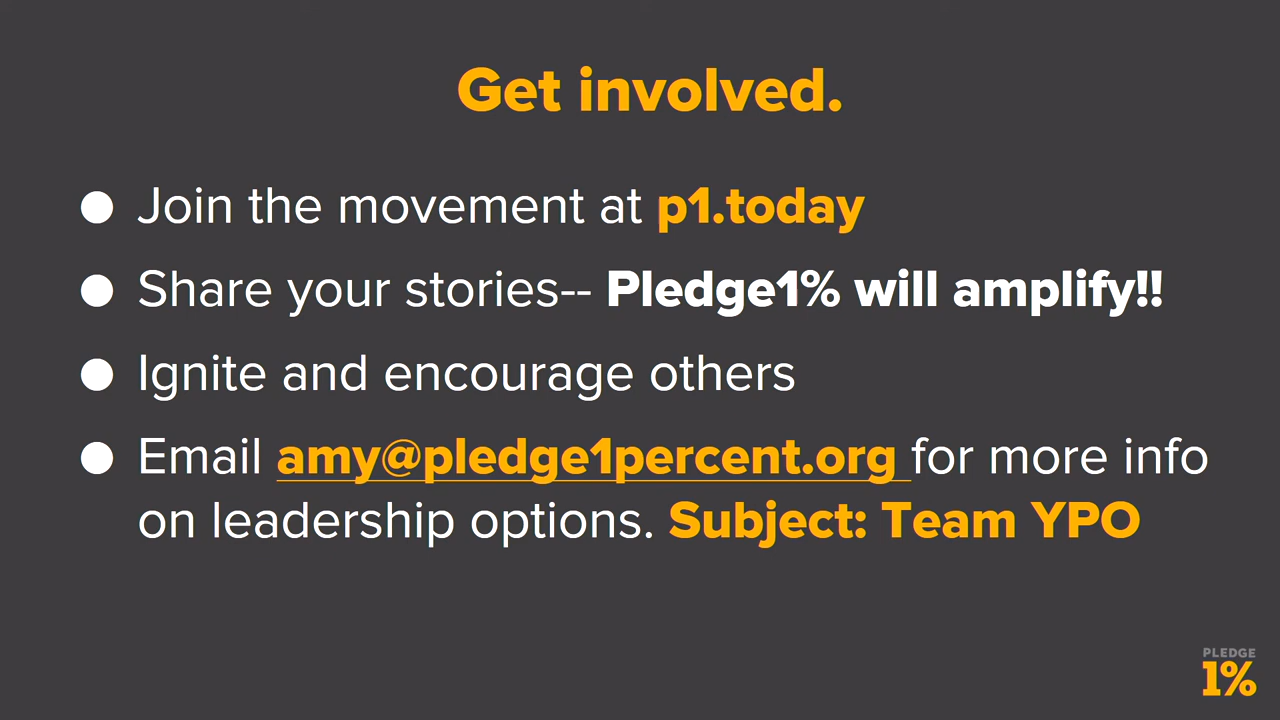 Get involved.
● Join the movement at p1.today
● Share your stories-- Pledge1% will amplify!!
● Ignite and encourage others
● Email amy@pledge1percent.org for more info
on leadership options. Subject: Team YPO
PLEDGE
1%